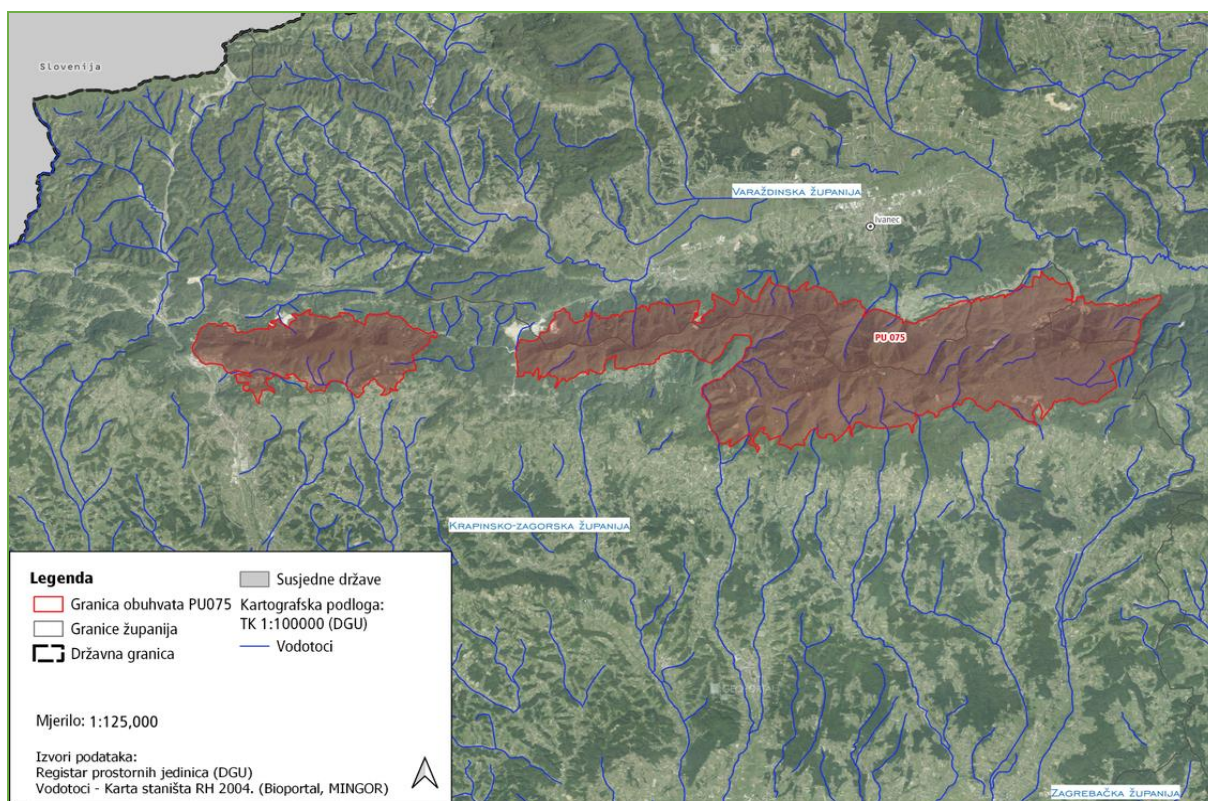 Slovenija
VARAŽDINSKA ŽUPANIJA
Ivanec
PU 075
KRAPINSKO-ZAGORSKA ŽUPANIJA
Legenda
Granica obuhvata PU075
Granice županija
Državna granica
Susjedne države
Kartografska podloga:
TK 1:100000 (DGU)
Vodotoci
Mjerilo: 1:125,000
Izvori podataka:
Registar prostornih jedinica (DGU)
Vodotoci - Karta staništa RH 2004. (Bioportal, MINGOR)
ZAGREBAČKA ŽUPANIJA